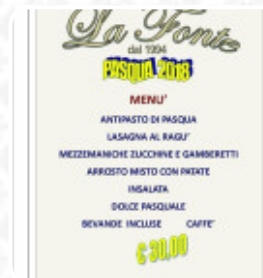 La Fonte
dal 1994
PASQUA 2018
MENU'
ANTIPASTO DI PASQUA
LASAGNA AL RAGU'
MEZZEMANICHE ZUCCHINE E GAMBERETTI
ARROSTO MISTO CON PATATE
INSALATA
DOLCE PASQUALE
BEVANDE INCLUSE CAFFE'
€ 30,00